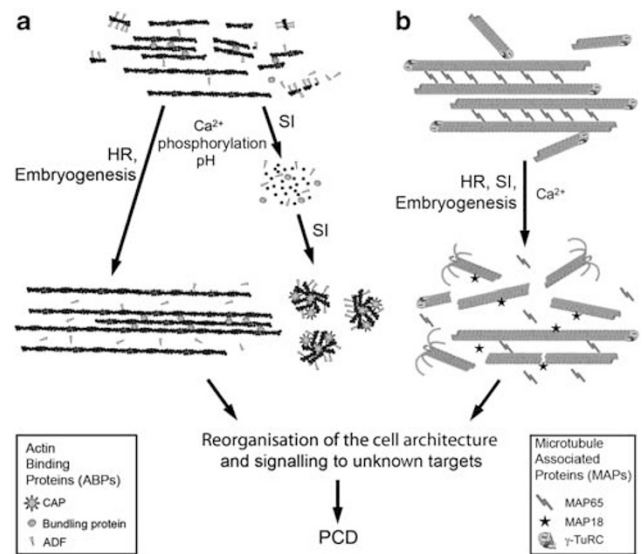 a
b
Ca2+
phosphorylation
pH
SI
HR,
Embryogenesis
SI
HR, SI,
Embryogenesis
Ca2+
Reorganisation of the cell architecture
and signalling to unknown targets
PCD
Actin
Binding
Proteins (ABPs)
CAP
Bundling protein
ADF
Microtubule
Associated
Proteins (MAPs)
MAP65
MAP18
γ-TuRC